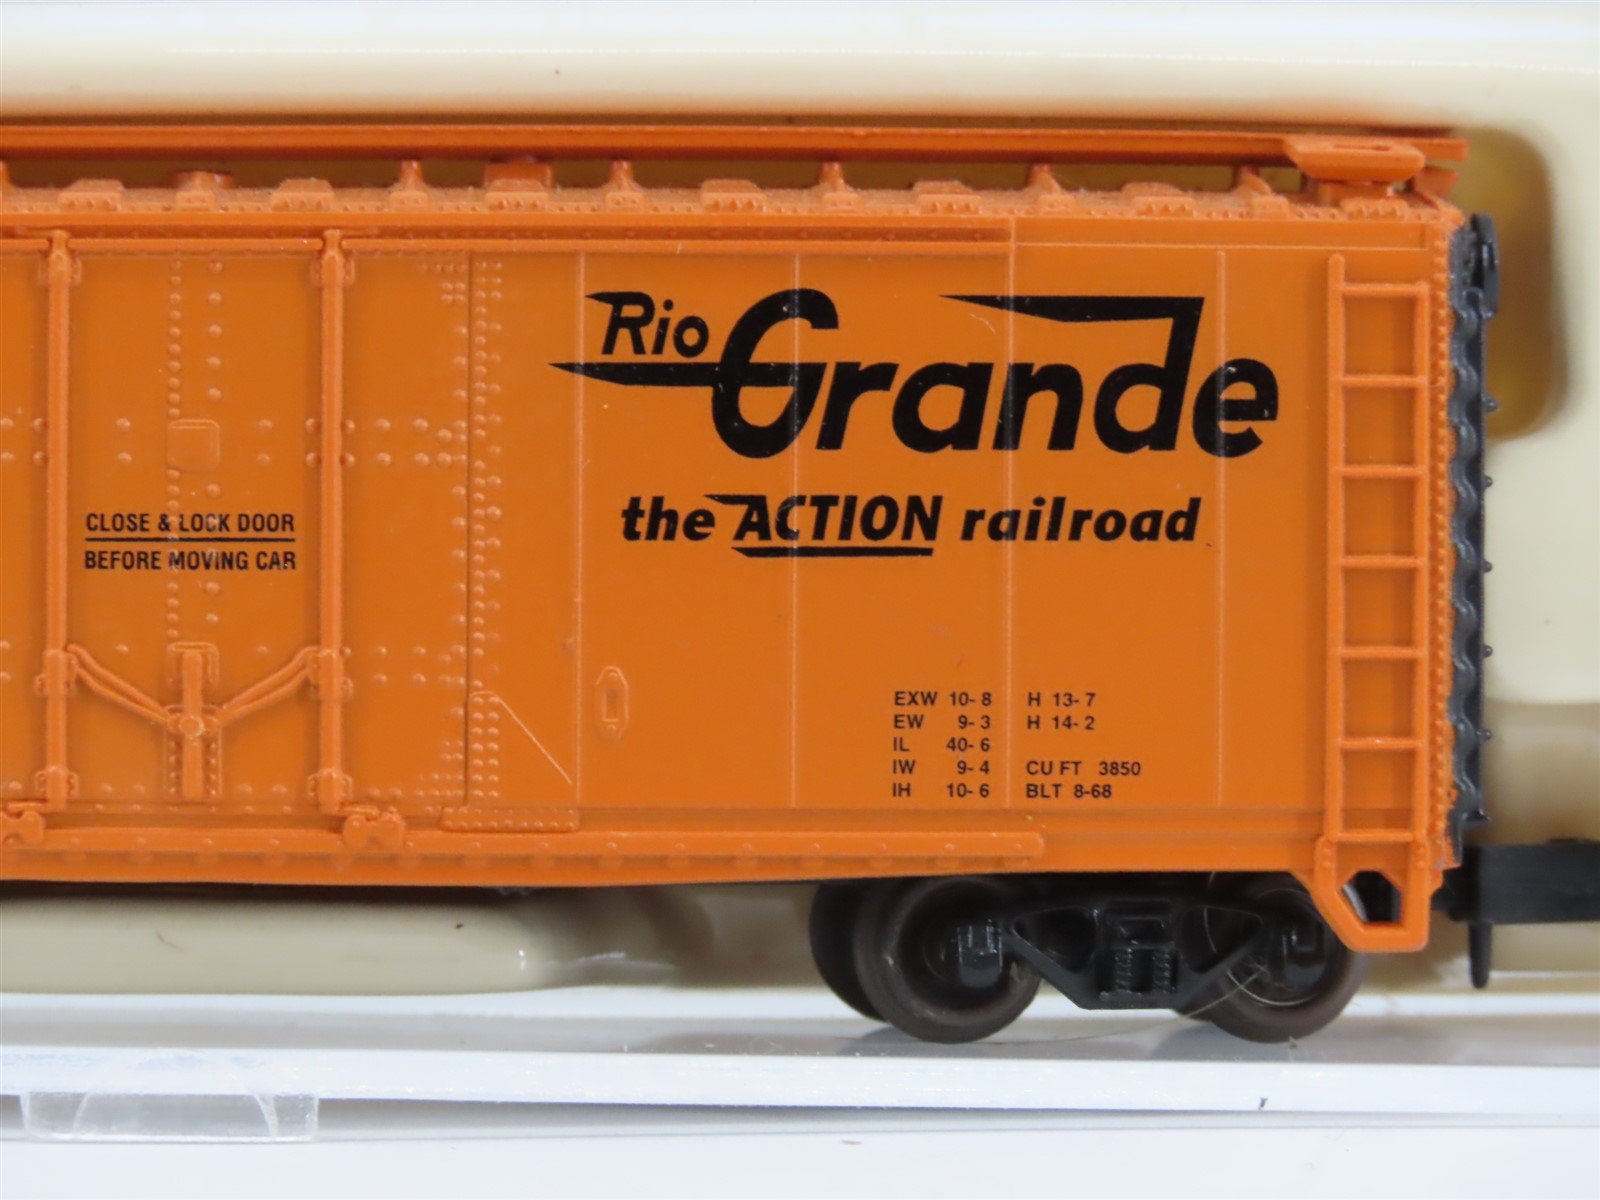 Rio
Grande
the ACTION railroad
CLOSE & LOCK DOOR
BEFORE MOVING CAR
EXW 10-8 H 13-7
EW 9-3 H 14-2
IL 40-6
IW 9-4 CU FT 3850
IH 10-6 BLT 8-68